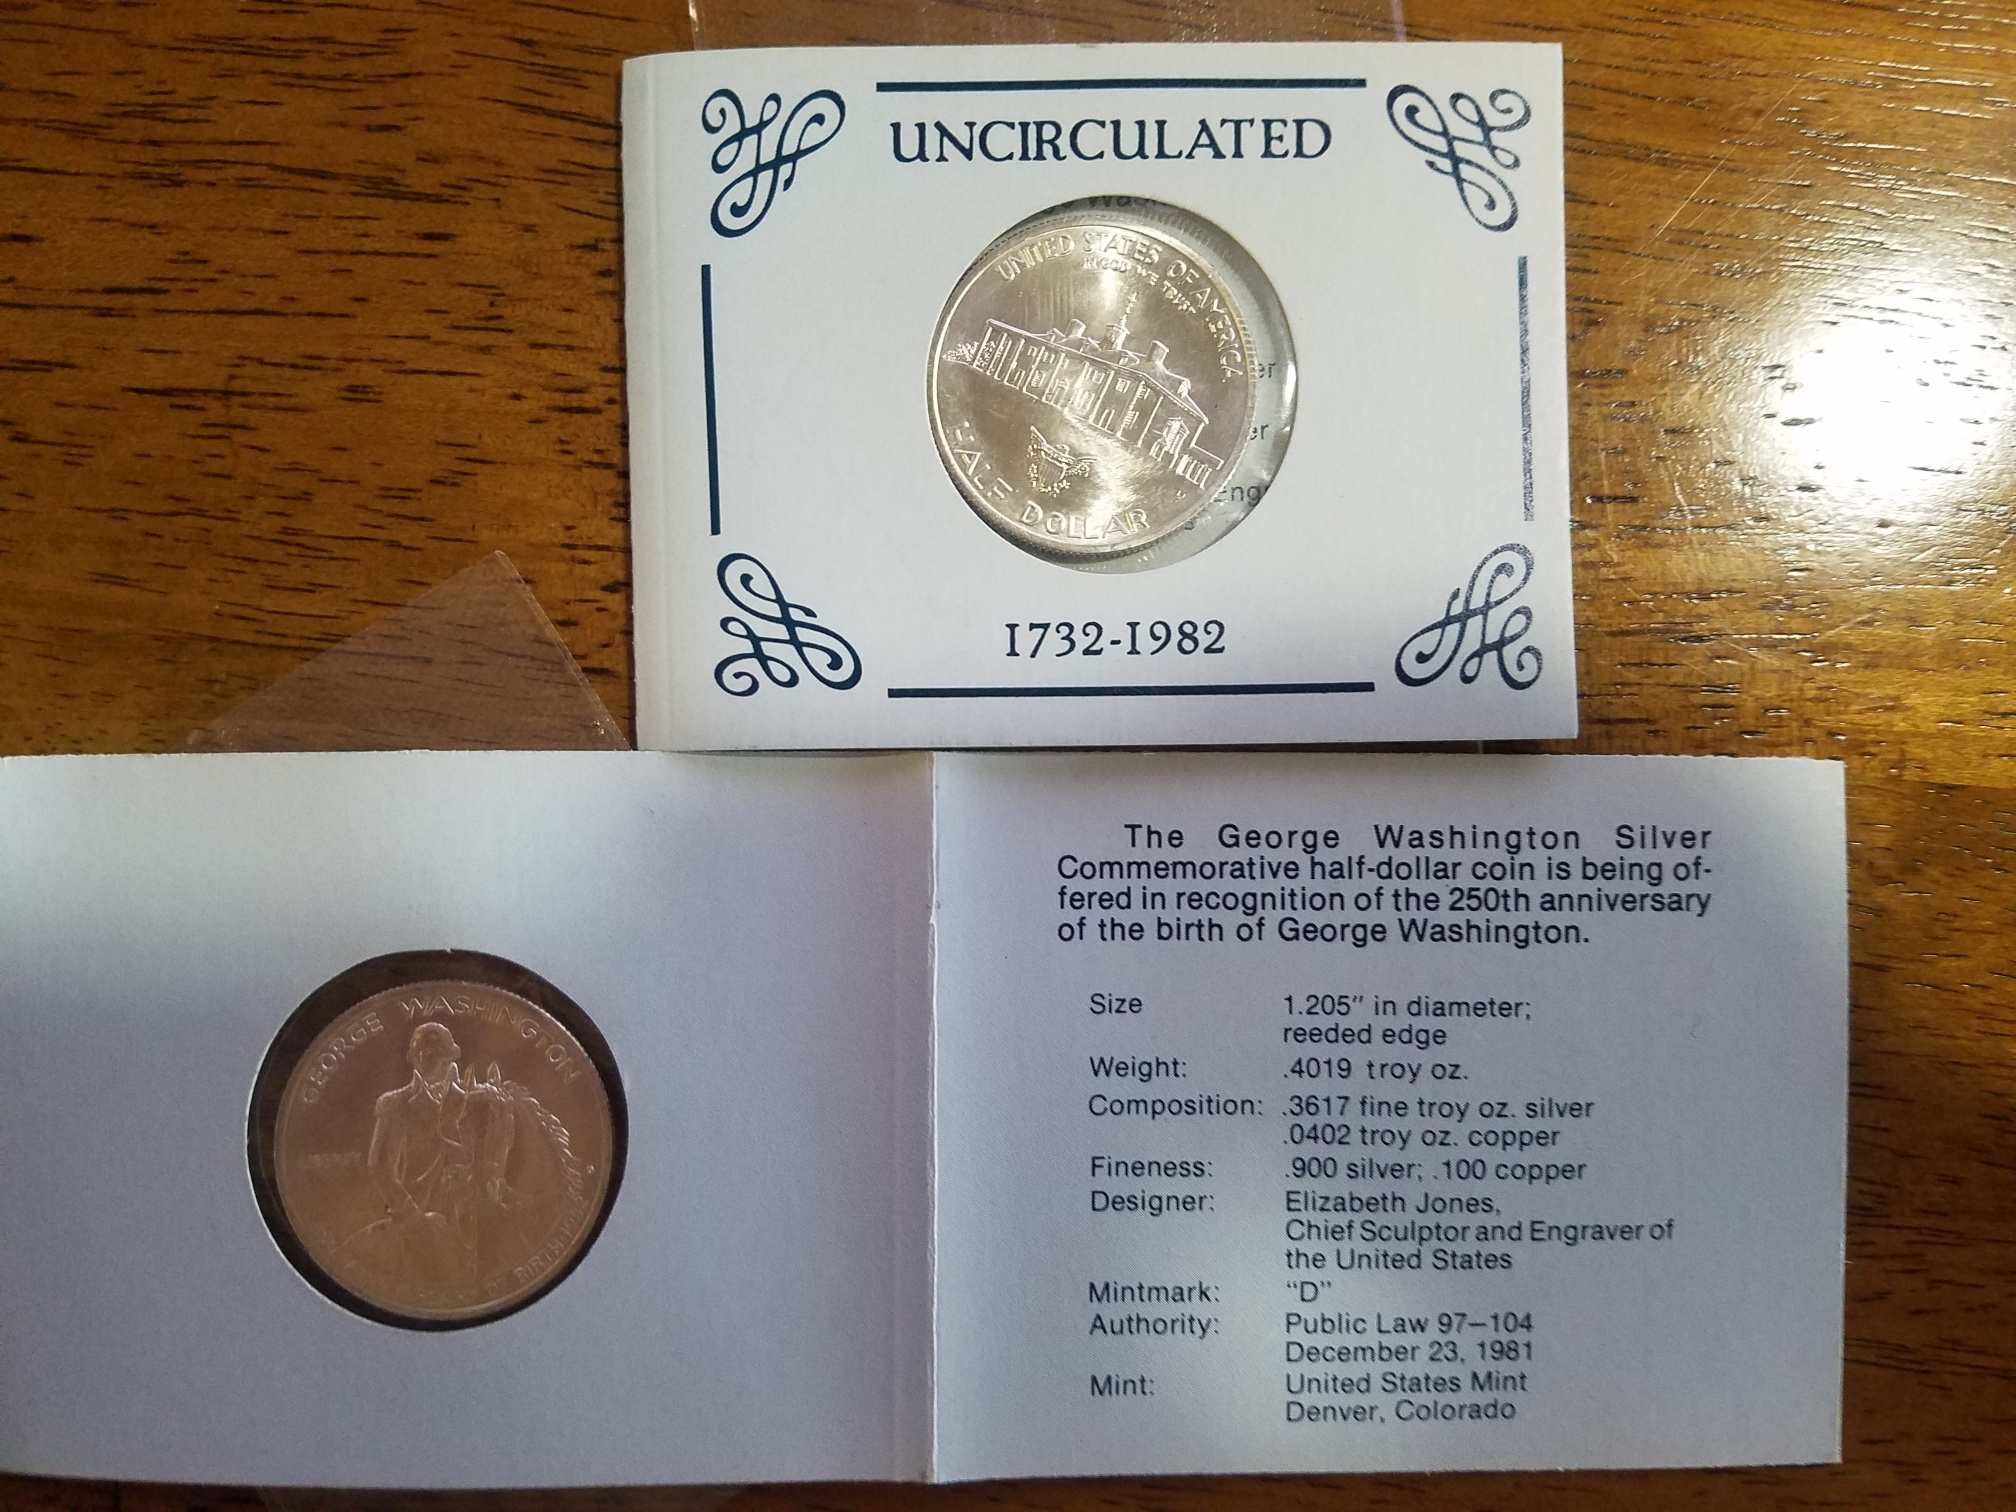 UNCIRCULATED
UNITED STATES OF AMERICA
IN GOD WE TRUST
HALF DOLLAR
er
er
Eng
1732-1982
GEORGE WASHINGTON
BIRTH
The George Washington Silver
Commemorative half-dollar coin is being of-
fered in recognition of the 250th anniversary
of the birth of George Washington.
Size 1.205" in diameter;
reeded edge
Weight: .4019 troy oz.
Composition: .3617 fine troy oz. silver
.0402 troy oz. copper
Fineness: .900 silver; .100 copper
Designer: Elizabeth Jones,
Chief Sculptor and Engraver of
the United States
Mintmark: "D"
Authority: Public Law 97–104
December 23, 1981
Mint: United States Mint
Denver, Colorado